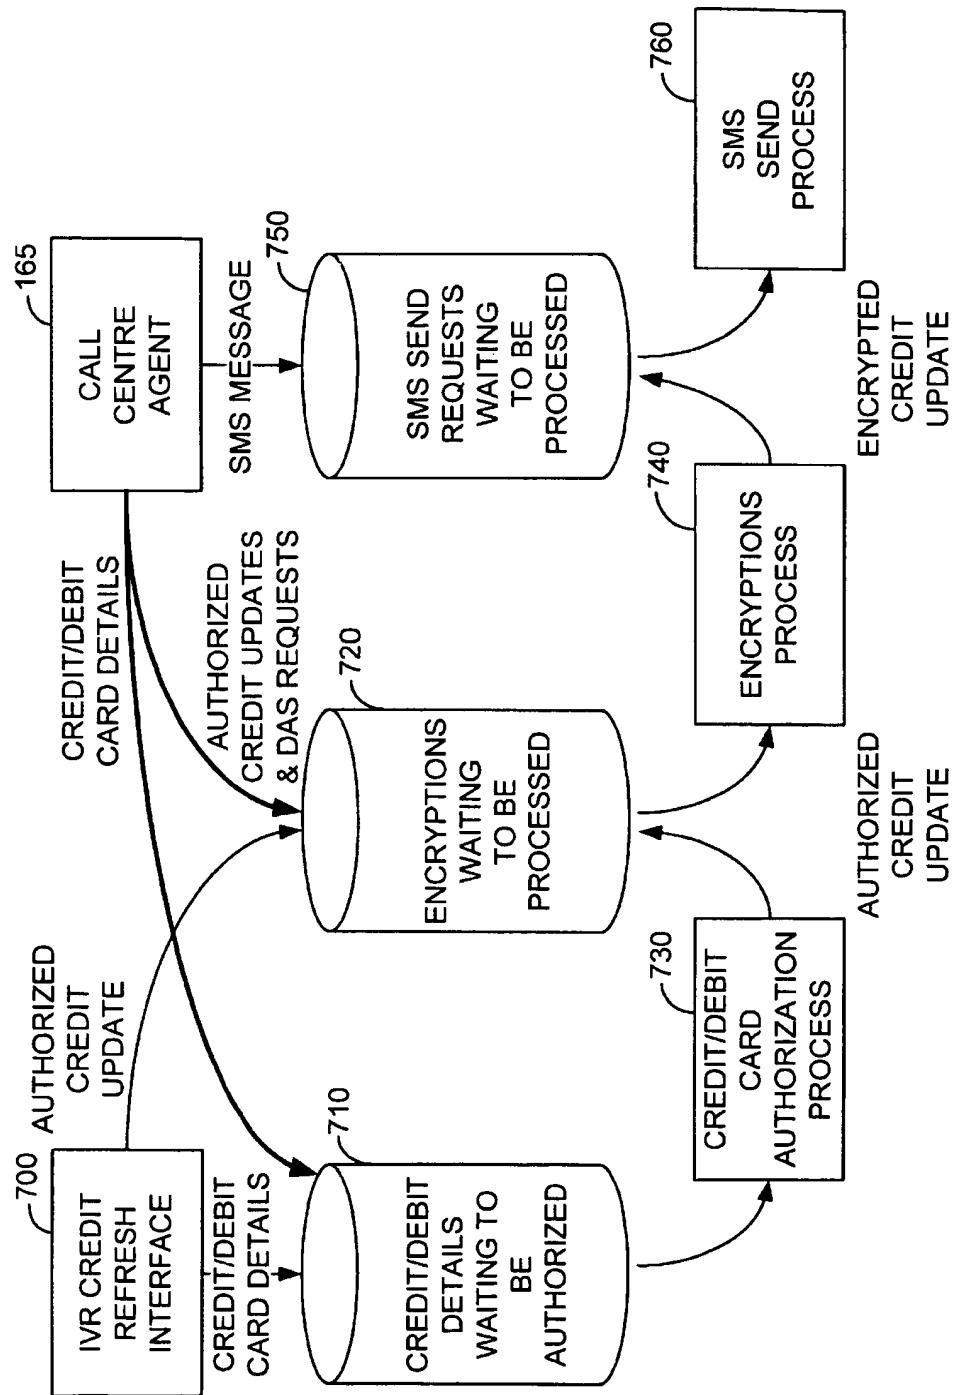 700
IVR CREDIT
REFRESH
INTERFACE
AUTHORIZED
CREDIT
UPDATE
CREDIT/DEBIT
CARD DETAILS
165
CALL
CENTRE
AGENT
CREDIT/DEBIT
CARD DETAILS
AUTHORIZED
CREDIT UPDATES
& DAS REQUESTS
SMS MESSAGE
710
CREDIT/DEBIT
DETAILS
WAITING TO
BE
AUTHORIZED
720
ENCRYPTIONS
WAITING
TO BE
PROCESSED
750
SMS SEND
REQUESTS
WAITING
TO BE
PROCESSED
730
CREDIT/DEBIT
CARD
AUTHORIZATION
PROCESS
AUTHORIZED
CREDIT
UPDATE
740
ENCRYPTIONS
PROCESS
ENCRYPTED
CREDIT
UPDATE
760
SMS
SEND
PROCESS